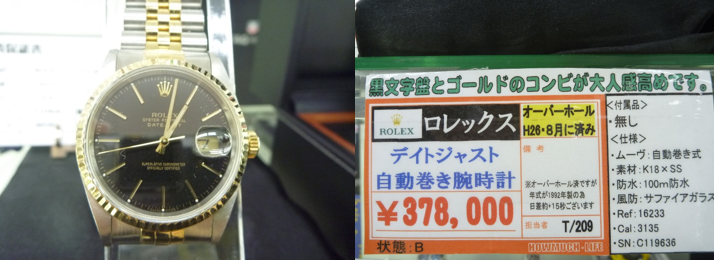 ROLEX
OYSTER PERPETUAL
DATEJUST
SUPERLATIVE CHRONOMETER
OFFICIALLY CERTIFIED
黒文字盤とゴールドのコンビが大人感高めです。
ROLEX
ロレックス
オーバーホール
H26・8月に済み
デイトジャスト
自動巻き腕時計
備考
※オーバーホール済ですが
年式が1992年製の為
日差約+15秒ございます
¥378,000
担当者 T/209
状態:B
HOWMUCH-LIFE
<付属品>
・無し
<仕様>
・ムーヴ:自動巻き式
・素材:K18×SS
・防水:100m防水
・風防:サファイアガラス
・Ref:16233
・Cal:3135
・SN:C119636